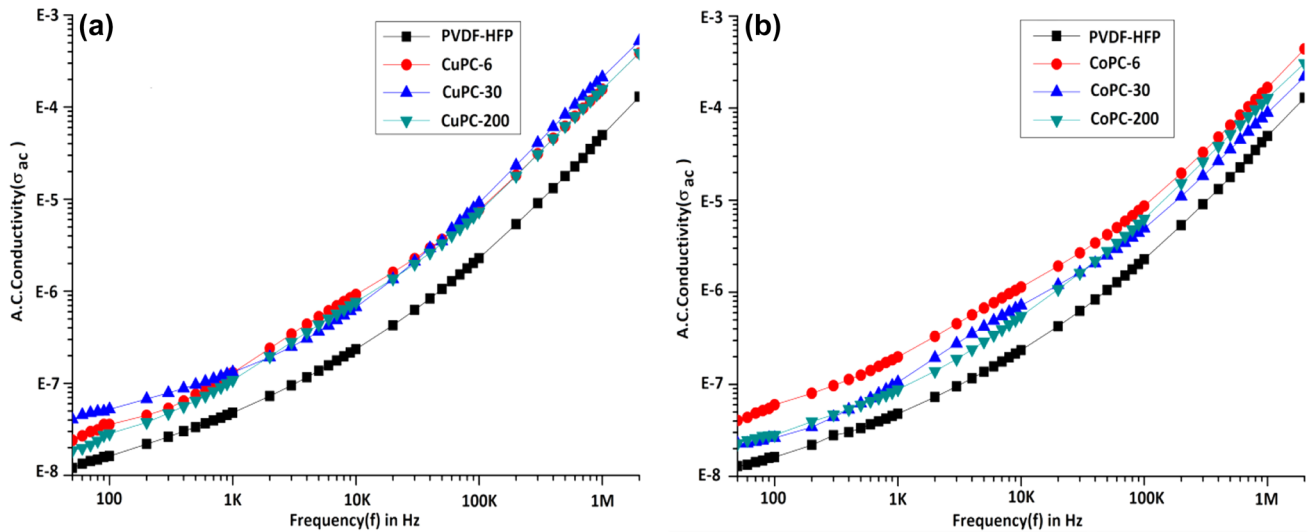 (a)
PVDF-HFP
CuPC-6
CuPC-30
CuPC-200
A.C.Conductivity(σac)
E-3
E-4
E-5
E-6
E-7
E-8
100
1K
10K
100K
1M
Frequency(f) in Hz
(b)
PVDF-HFP
CoPC-6
CoPC-30
CoPC-200
A.C.Conductivity(σac)
E-3
E-4
E-5
E-6
E-7
E-8
100
1K
10K
100K
1M
Frequency(f) in Hz